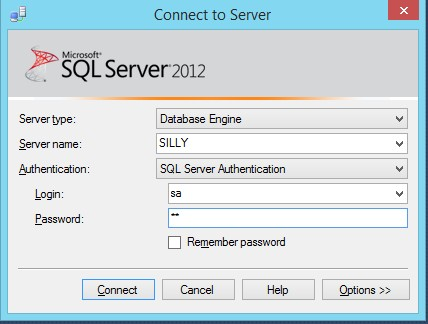 Connect to Server
Microsoft®
SQL Server 2012
Server type: Database Engine
Server name: SILLY
Authentication: SQL Server Authentication
Login: sa
Password: **
Remember password
Connect Cancel Help Options >>